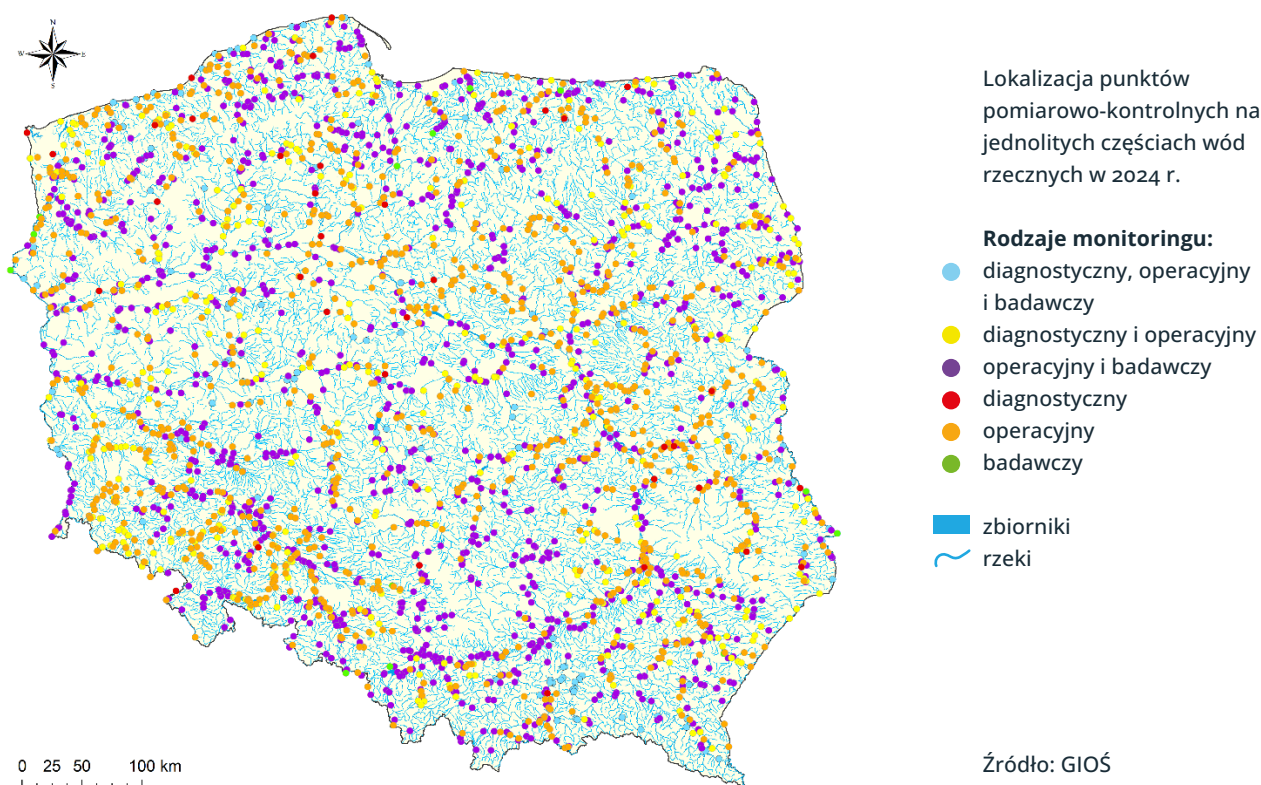 N
W
E
S
Lokalizacja punktów
pomiarowo-kontrolnych na
jednolitych częściach wód
rzecznych w 2024 r.
Rodzaje monitoringu:
diagnostyczny, operacyjny
i badawczy
diagnostyczny i operacyjny
operacyjny i badawczy
diagnostyczny
operacyjny
badawczy
zbiorniki
rzeki
0 25 50 100 km
Źródło: GIOŚ